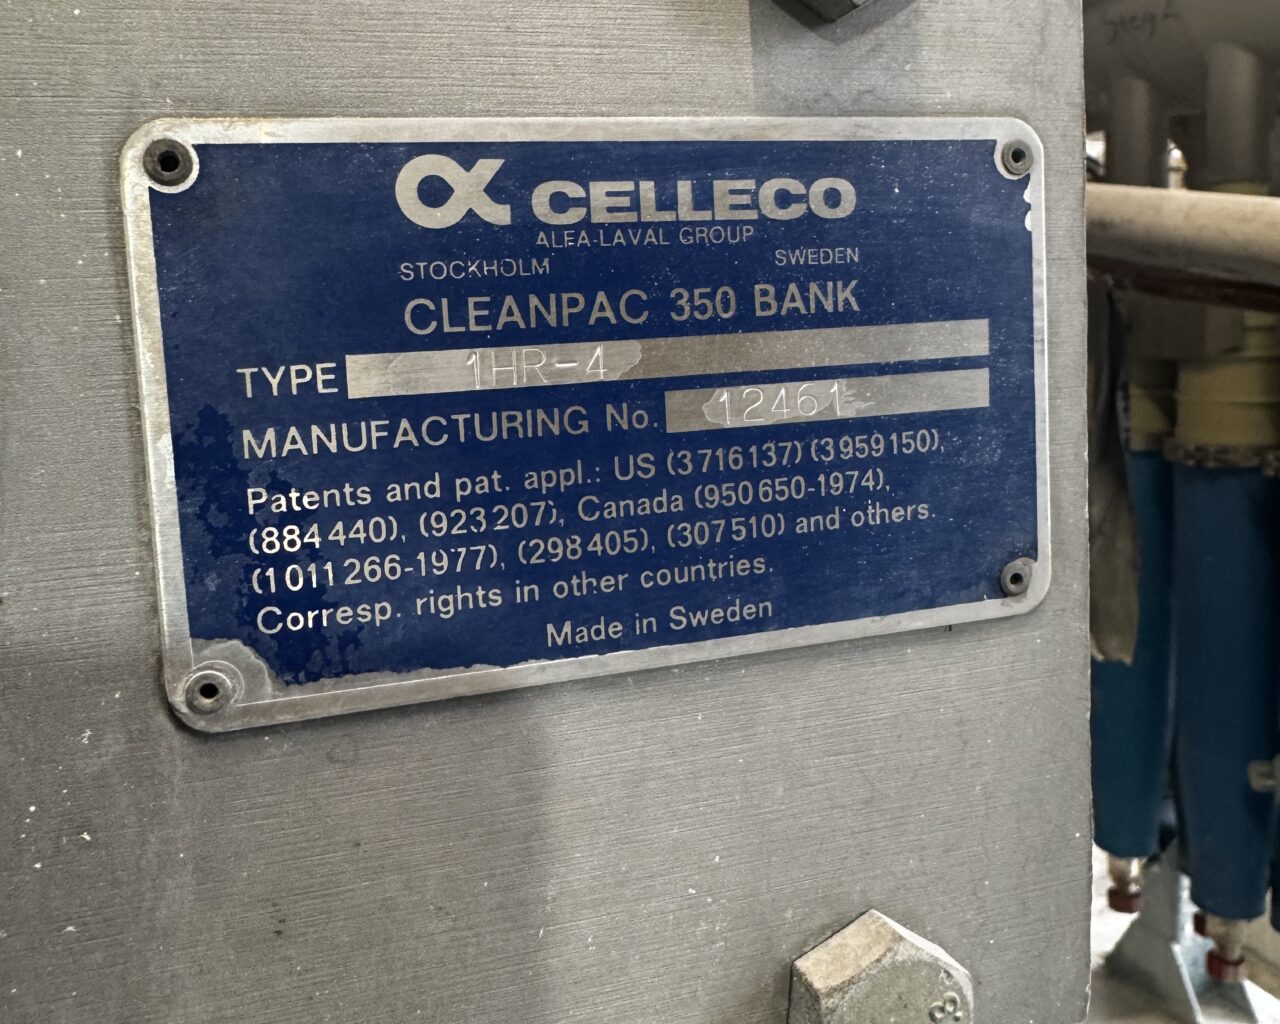 CELLECO
ALFA-LAVAL GROUP
STOCKHOLM SWEDEN
CLEANPAC 350 BANK
TYPE 1HR-4
MANUFACTURING No. 12461
Patents and pat. appl.: US (3716137) (3959150),
(884440), (923207), Canada (950650-1974),
(1011266-1977), (298405), (307510) and others.
Corresp. rights in other countries.
Made in Sweden
8